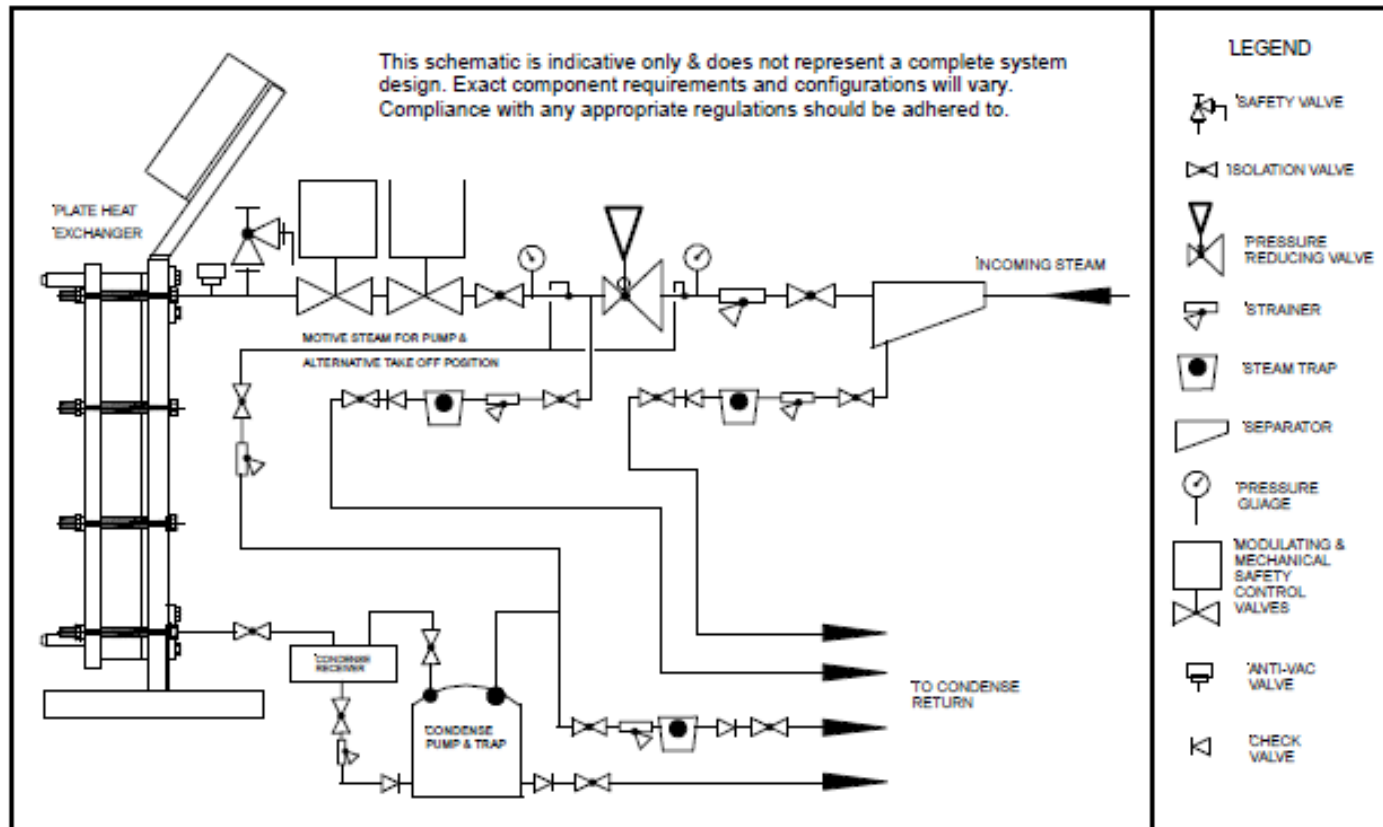 This schematic is indicative only & does not represent a complete system
design. Exact component requirements and configurations will vary.
Compliance with any appropriate regulations should be adhered to.
PLATE HEAT
EXCHANGER
INCOMING STEAM
MOTIVE STEAM FOR PUMP &
ALTERNATIVE TAKE OFF POSITION
CONDENSE
RECEIVER
CONDENSE
PUMP & TRAP
TO CONDENSE
RETURN
LEGEND
SAFETY VALVE
ISOLATION VALVE
PRESSURE
REDUCING VALVE
STRAINER
STEAM TRAP
SEPARATOR
PRESSURE
GUAGE
MODULATING &
MECHANICAL
SAFETY
CONTROL
VALVES
ANTI-VAC
VALVE
CHECK
VALVE